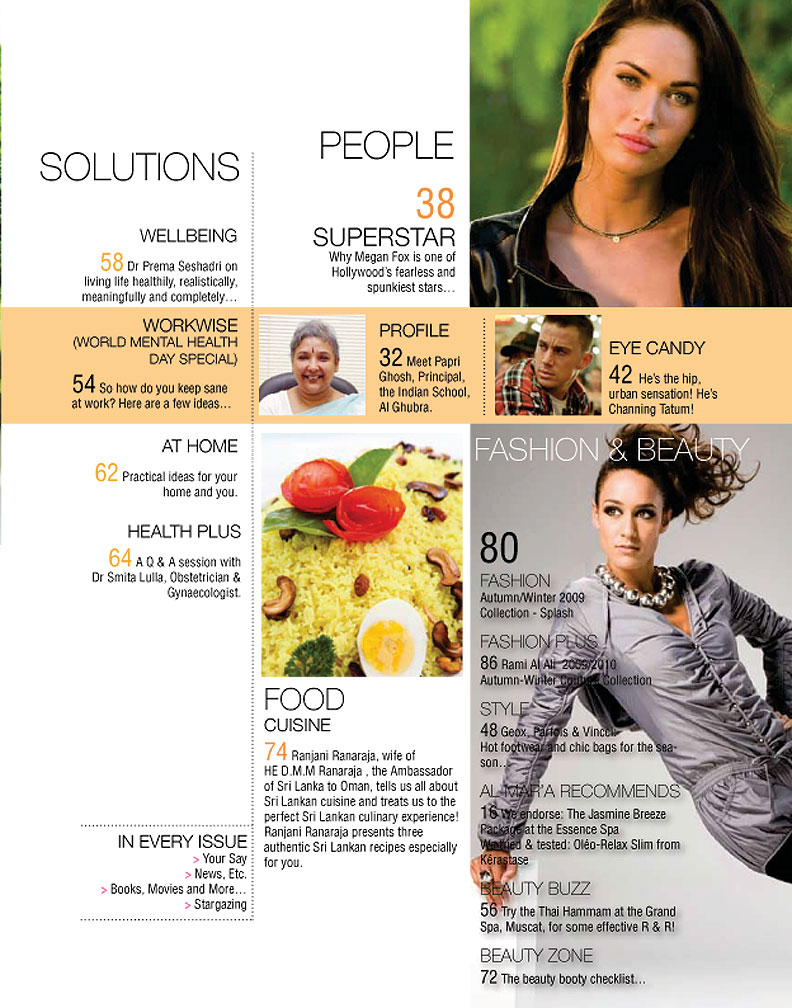 SOLUTIONS
WELLBEING
58 Dr Prema Seshadri on
living life healthily, realistically,
meaningfully and completely…
WORKWISE
(WORLD MENTAL HEALTH
DAY SPECIAL)
54 So how do you keep sane
at work? Here are a few ideas…
AT HOME
62 Practical ideas for your
home and you.
HEALTH PLUS
64 A Q & A session with
Dr Smita Lulla, Obstetrician &
Gynaecologist.
IN EVERY ISSUE
> Your Say
> News, Etc.
> Books, Movies and More…
> Stargazing
PEOPLE
38
SUPERSTAR
Why Megan Fox is one of
Hollywood's fearless and
spunkiest stars…
PROFILE
32 Meet Papri
Ghosh, Principal,
the Indian School,
Al Ghubra.
EYE CANDY
42 He's the hip,
urban sensation! He's
Channing Tatum!
FOOD
CUISINE
74 Ranjani Ranaraja, wife of
HE D.M.M Ranaraja , the Ambassador
of Sri Lanka to Oman, tells us all about
Sri Lankan cuisine and treats us to the
perfect Sri Lankan culinary experience!
Ranjani Ranaraja presents three
authentic Sri Lankan recipes especially
for you.
FASHION & BEAUTY
80
FASHION
Autumn/Winter 2009
Collection - Splash
FASHION PLUS
86 Rami Al Ali 2009/2010
Autumn-Winter Couture Collection
STYLE
48 Geox, Parfois & Vincci
Hot footwear and chic bags for the sea-
son…
AL MAR'A RECOMMENDS
16 We endorse: The Jasmine Breeze
Package at the Essence Spa
We tried & tested: Oléo-Relax Slim from
Kérastase
BEAUTY BUZZ
56 Try the Thai Hammam at the Grand
Spa, Muscat, for some effective R & R!
BEAUTY ZONE
72 The beauty booty checklist…